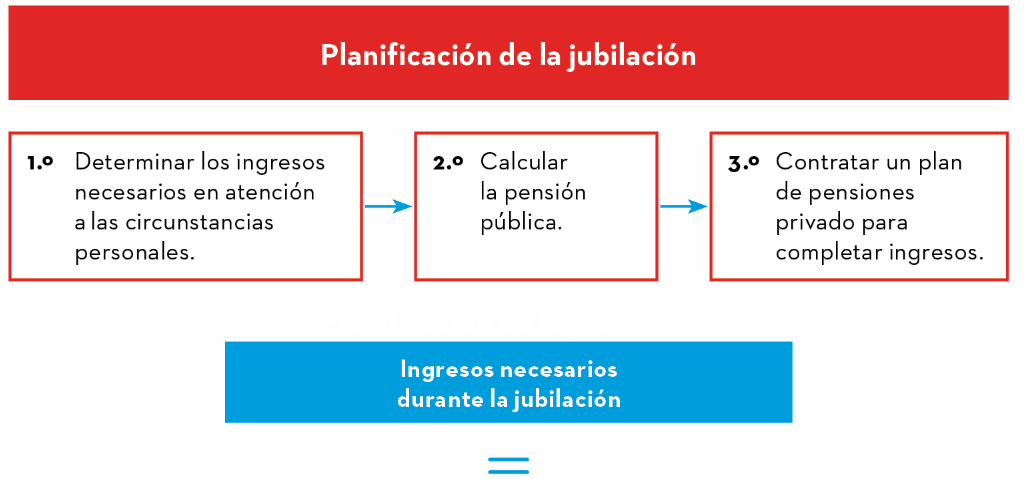 Planificación de la jubilación
1.º Determinar los ingresos
necesarios en atención
a las circunstancias
personales.
2.º Calcular
la pensión
pública.
3.º Contratar un plan
de pensiones
privado para
completar ingresos.
Ingresos necesarios
durante la jubilación
=